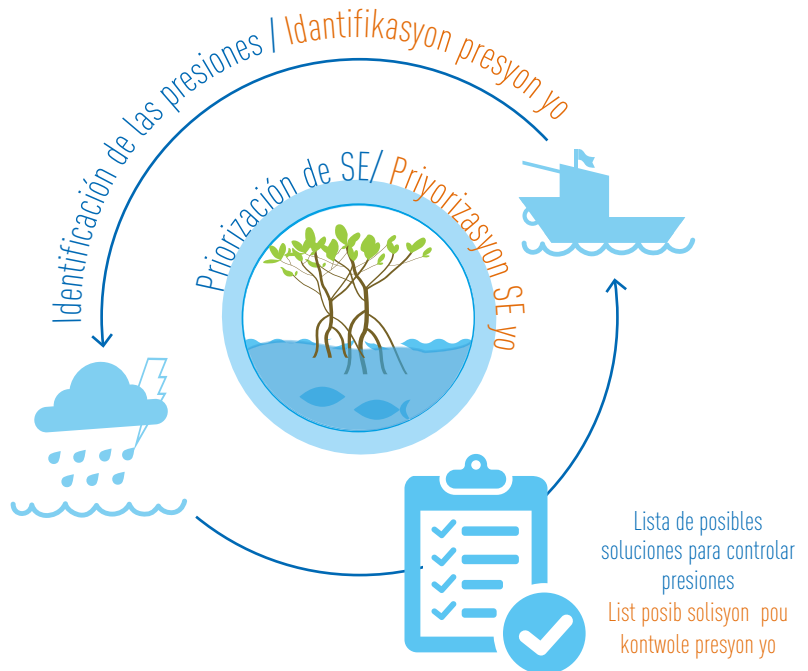 Identificación de las presiones / Idantifikasyon presyon yo
Priorización de SE/ Priyorizasyon SE yo
Lista de posibles
soluciones para controlar
presiones
List posib solisyon pou
kontwole presyon yo